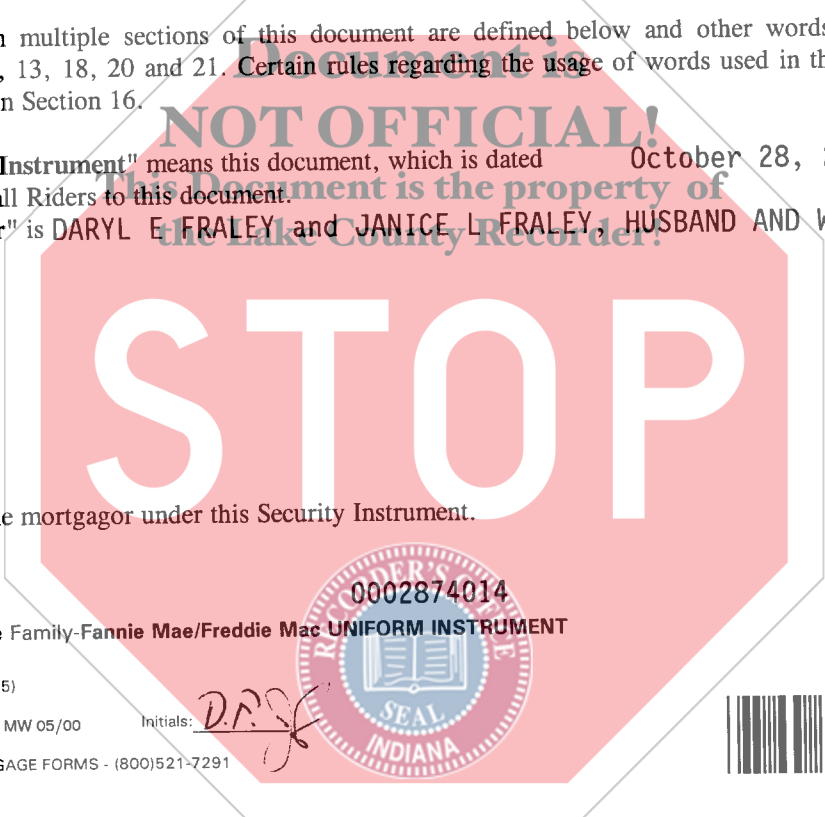 multiple sections of this document are defined below and other words
, 13, 18, 20 and 21. Certain rules regarding the usage of words used in
n Section 16.
Document is
NOT OFFICIAL!
This Document is the property of
the Lake County Recorder!
Instrument" means this document, which is dated October 28,
ll Riders to this document.
r" is DARYL E FRALEY and JANICE L FRALEY, HUSBAND AND
STOP
e mortgagor under this Security Instrument.
0002874014
RECORDER'S OFFICE
SEAL
INDIANA
e Family-Fannie Mae/Freddie Mac UNIFORM INSTRUMENT
5)
MW 05/00 Initials: D.F.
GAGE FORMS - (800)521-7291